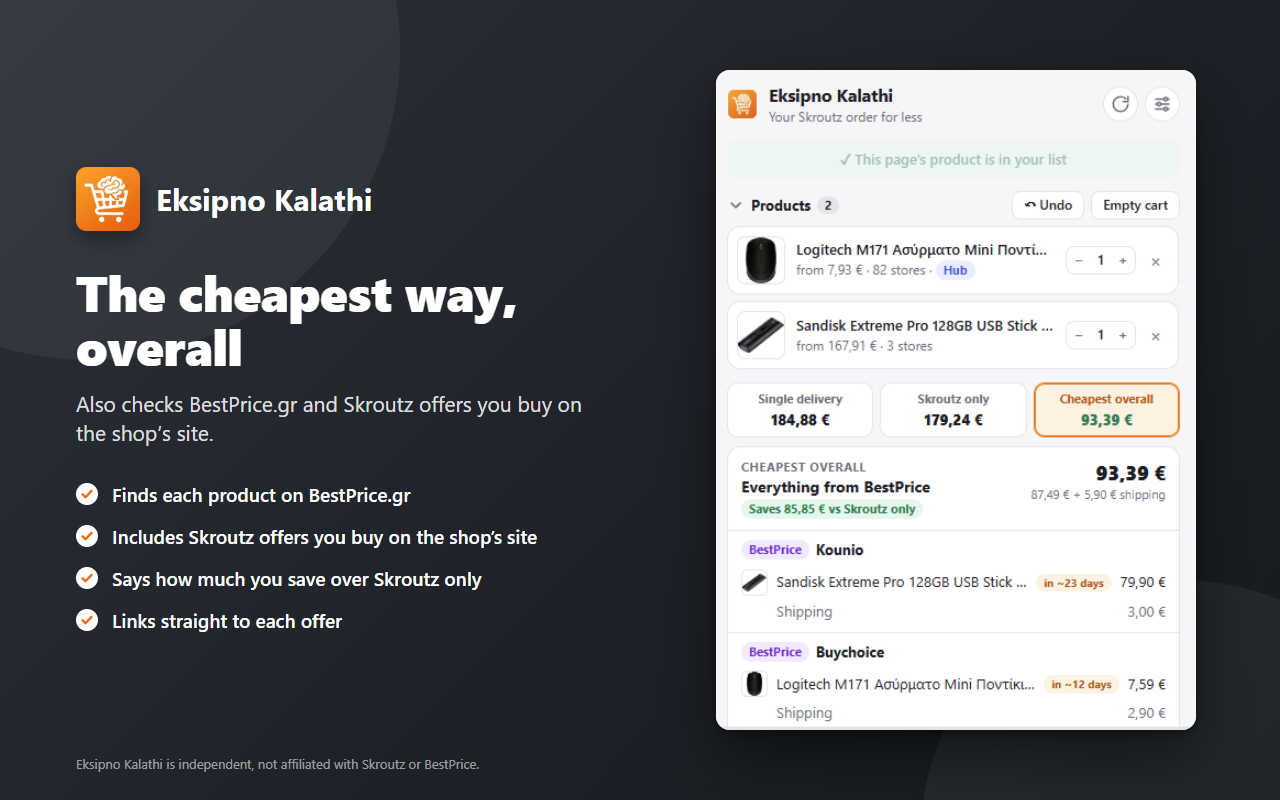 Eksipno Kalathi
The cheapest way,
overall
Also checks BestPrice.gr and Skroutz offers you buy on
the shop's site.
Finds each product on BestPrice.gr
Includes Skroutz offers you buy on the shop's site
Says how much you save over Skroutz only
Links straight to each offer
Eksipno Kalathi is independent, not affiliated with Skroutz or BestPrice.
Eksipno Kalathi
Your Skroutz order for less
✓ This page's product is in your list
Products 2
↶ Undo
Empty cart
Logitech M171 Ασύρματο Mini Ποντί...
from 7,93 € · 82 stores · Hub
− 1 + ×
Sandisk Extreme Pro 128GB USB Stick ...
from 167,91 € · 3 stores
− 1 + ×
Single delivery
184,88 €
Skroutz only
179,24 €
Cheapest overall
93,39 €
CHEAPEST OVERALL
93,39 €
Everything from BestPrice
87,49 € + 5,90 € shipping
Saves 85,85 € vs Skroutz only
BestPrice Kounio
Sandisk Extreme Pro 128GB USB Stick ... in ~23 days 79,90 €
Shipping 3,00 €
BestPrice Buychoice
Logitech M171 Ασύρματο Mini Ποντίκι... in ~12 days 7,59 €
Shipping 2,90 €